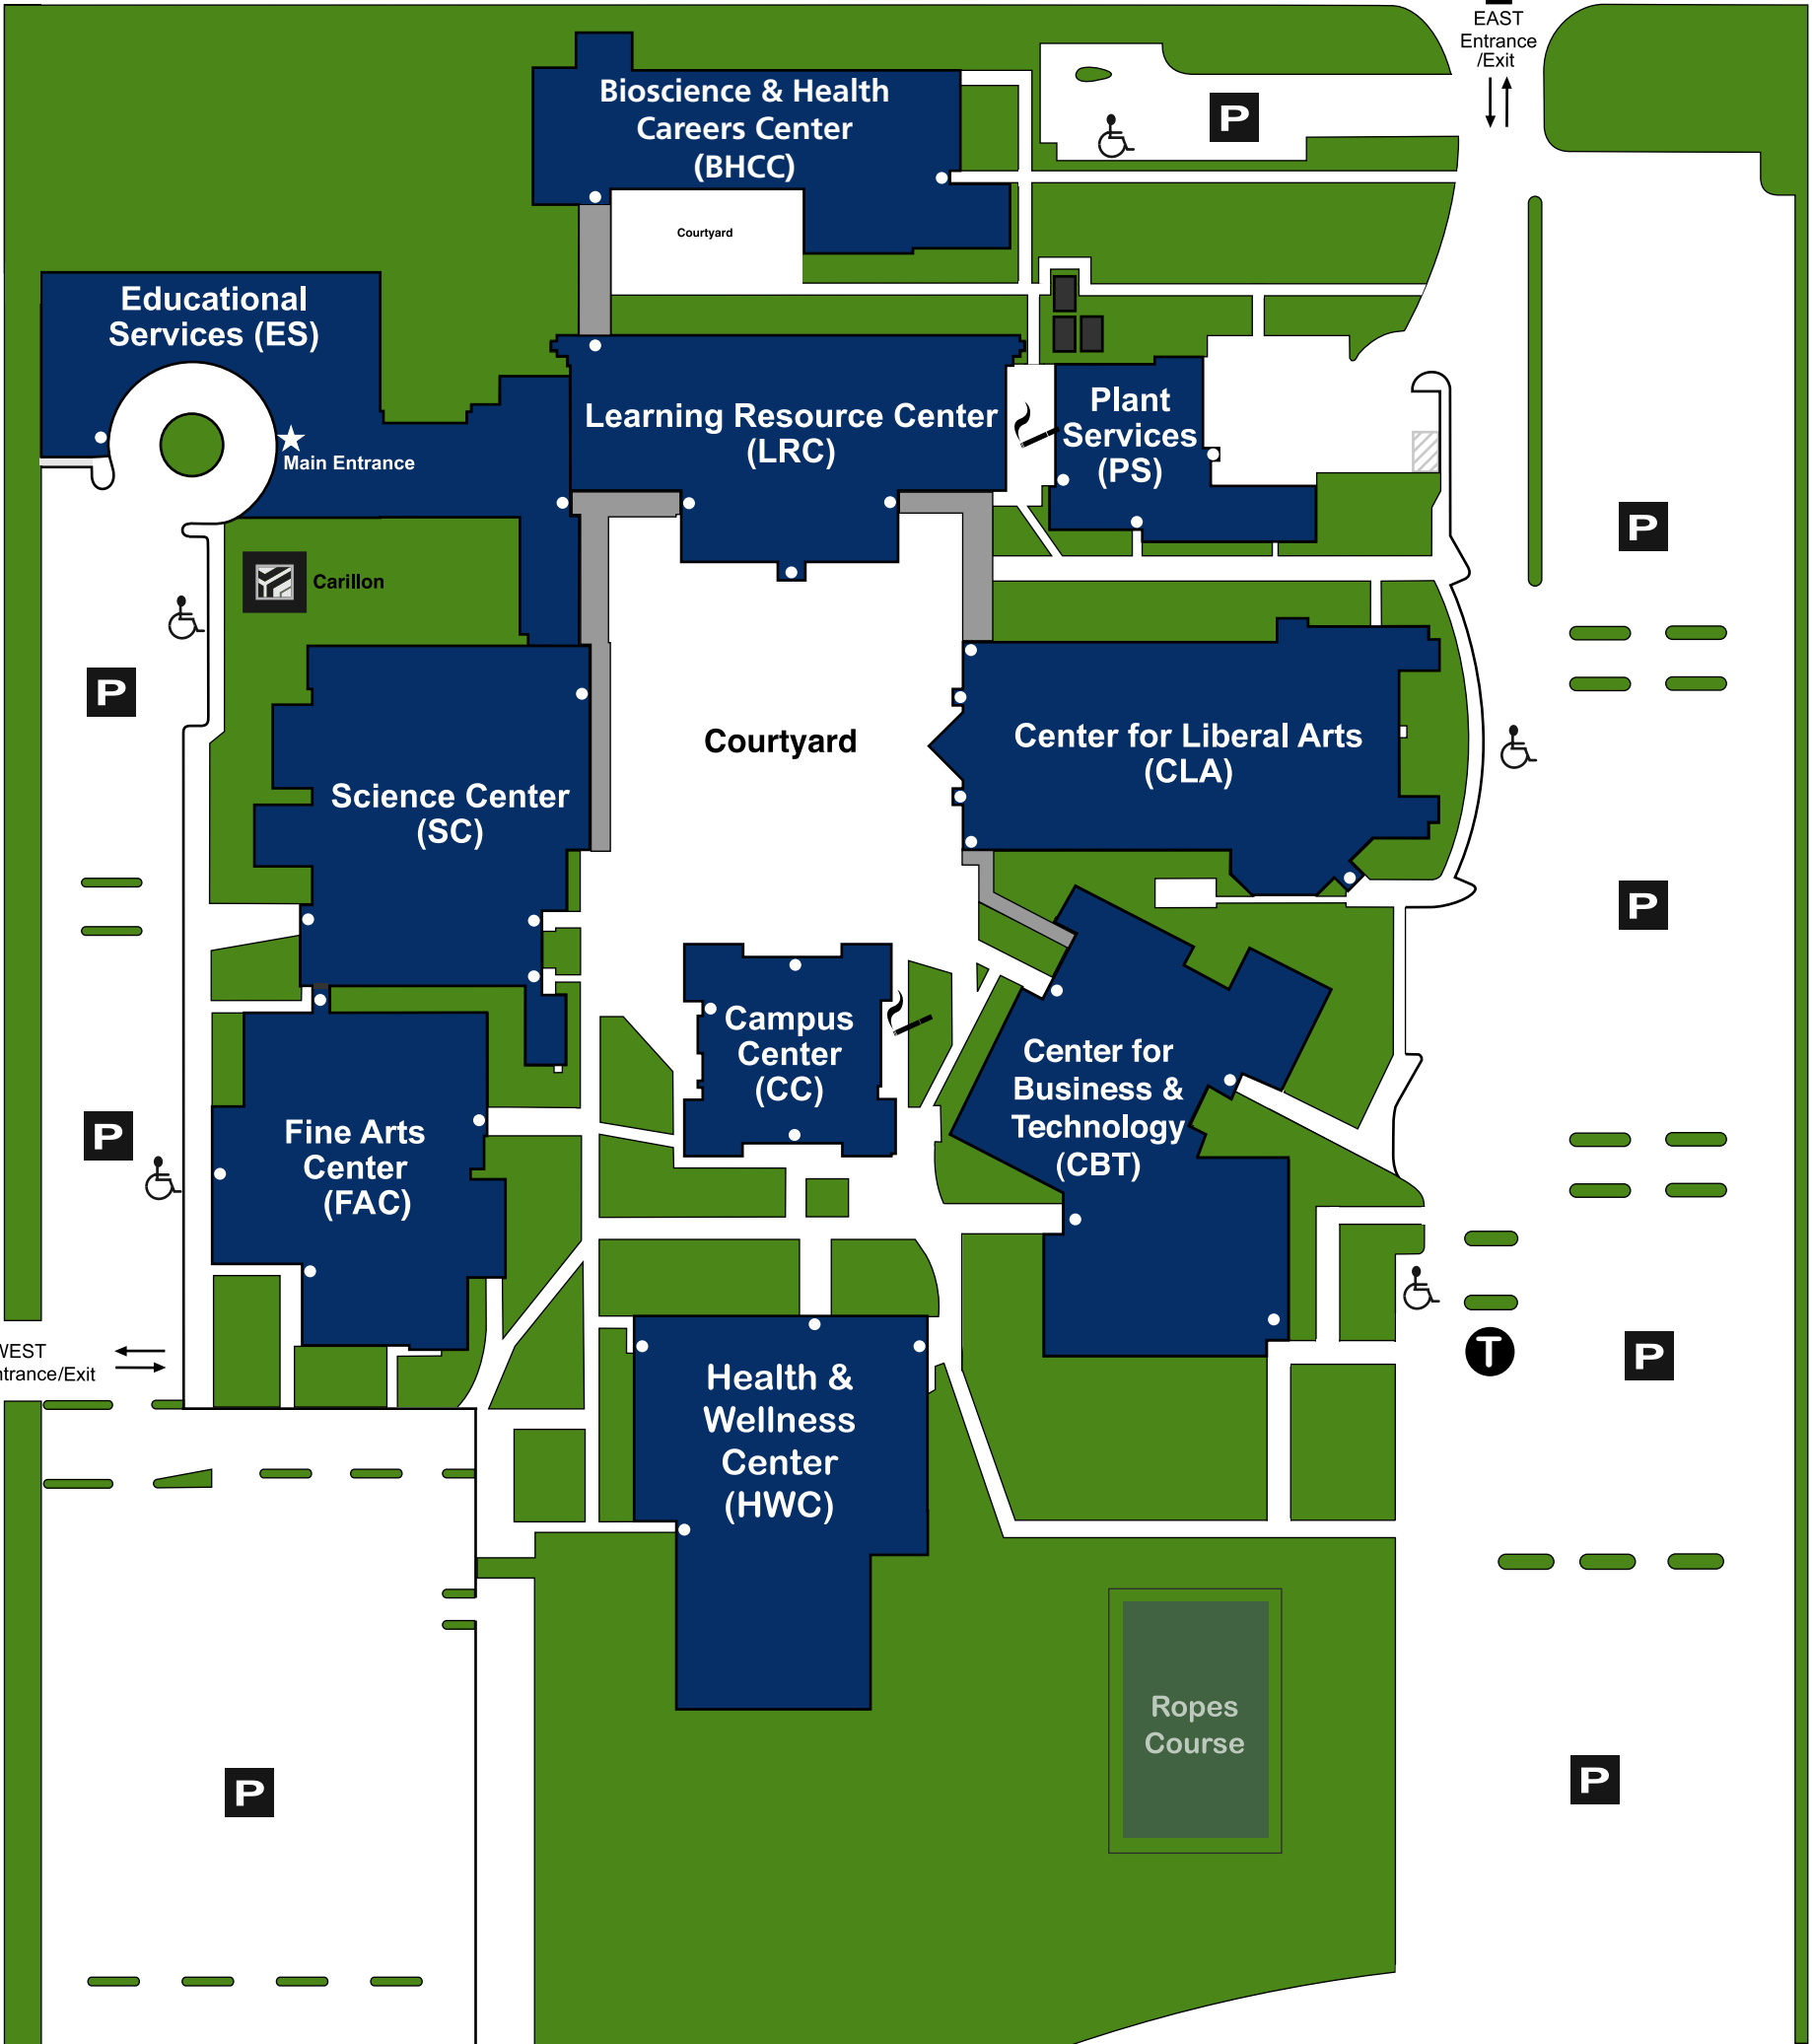 EAST
Entrance
/Exit
Bioscience & Health
Careers Center
(BHCC)
P
Courtyard
Educational
Services (ES)
Main Entrance
Learning Resource Center
(LRC)
Plant
Services
(PS)
P
Carillon
P
Courtyard
Center for Liberal Arts
(CLA)
Science Center
(SC)
P
Campus
Center
(CC)
Center for
Business &
Technology
(CBT)
P
Fine Arts
Center
(FAC)
WEST
ntrance/Exit
T
P
Health &
Wellness
Center
(HWC)
Ropes
Course
P
P